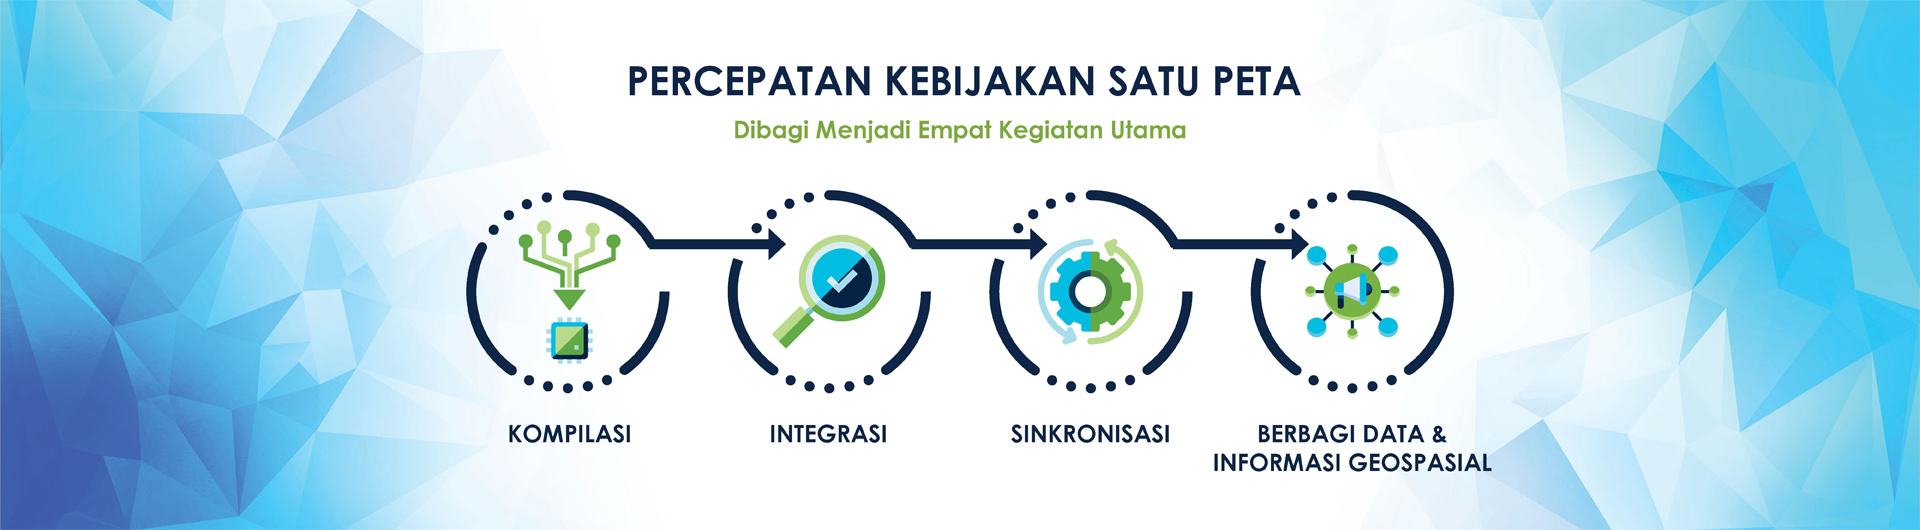 PERCEPATAN KEBIJAKAN SATU PETA
Dibagi Menjadi Empat Kegiatan Utama
KOMPILASI
INTEGRASI
SINKRONISASI
BERBAGI DATA &
INFORMASI GEOSPASIAL